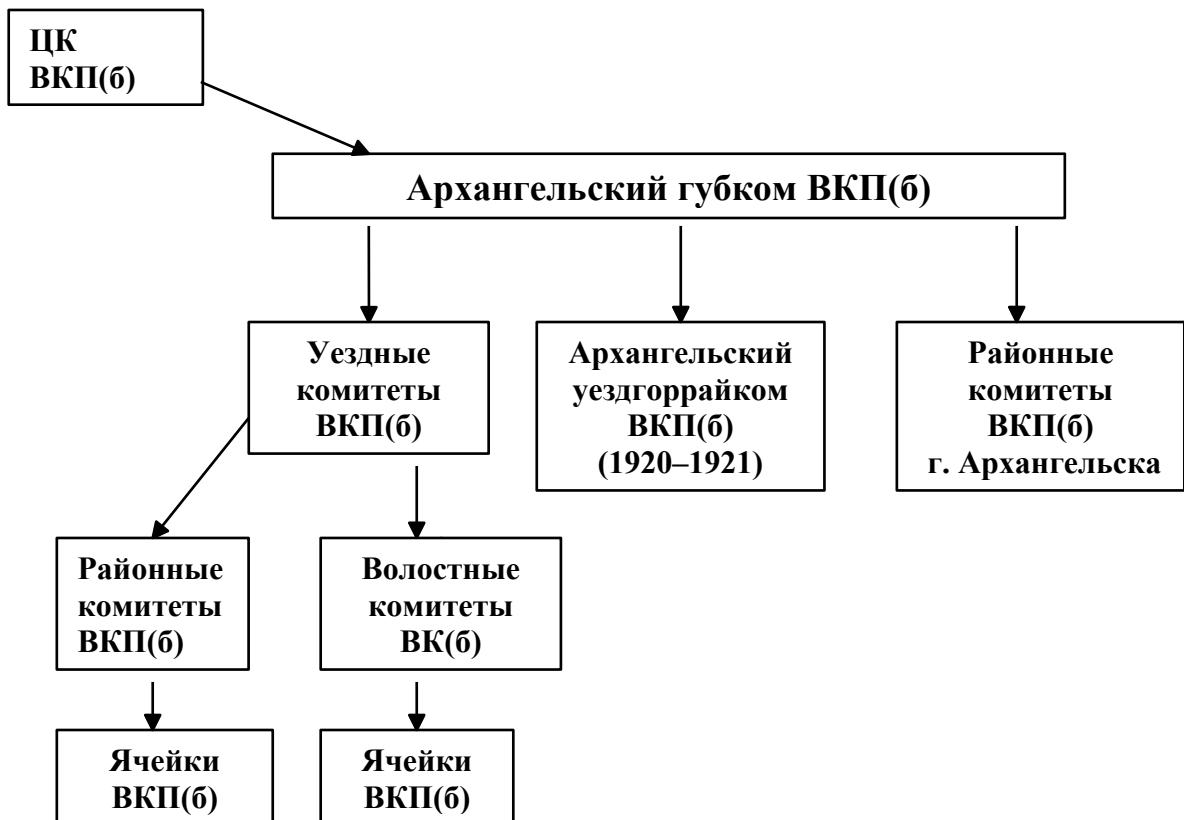 ЦК
ВКП(б)
Архангельский губком ВКП(б)
Уездные
комитеты
ВКП(б)
Архангельский
уездгоррайком
ВКП(б)
(1920–1921)
Районные
комитеты
ВКП(б)
г. Архангельска
Районные
комитеты
ВКП(б)
Волостные
комитеты
ВК(б)
Ячейки
ВКП(б)
Ячейки
ВКП(б)